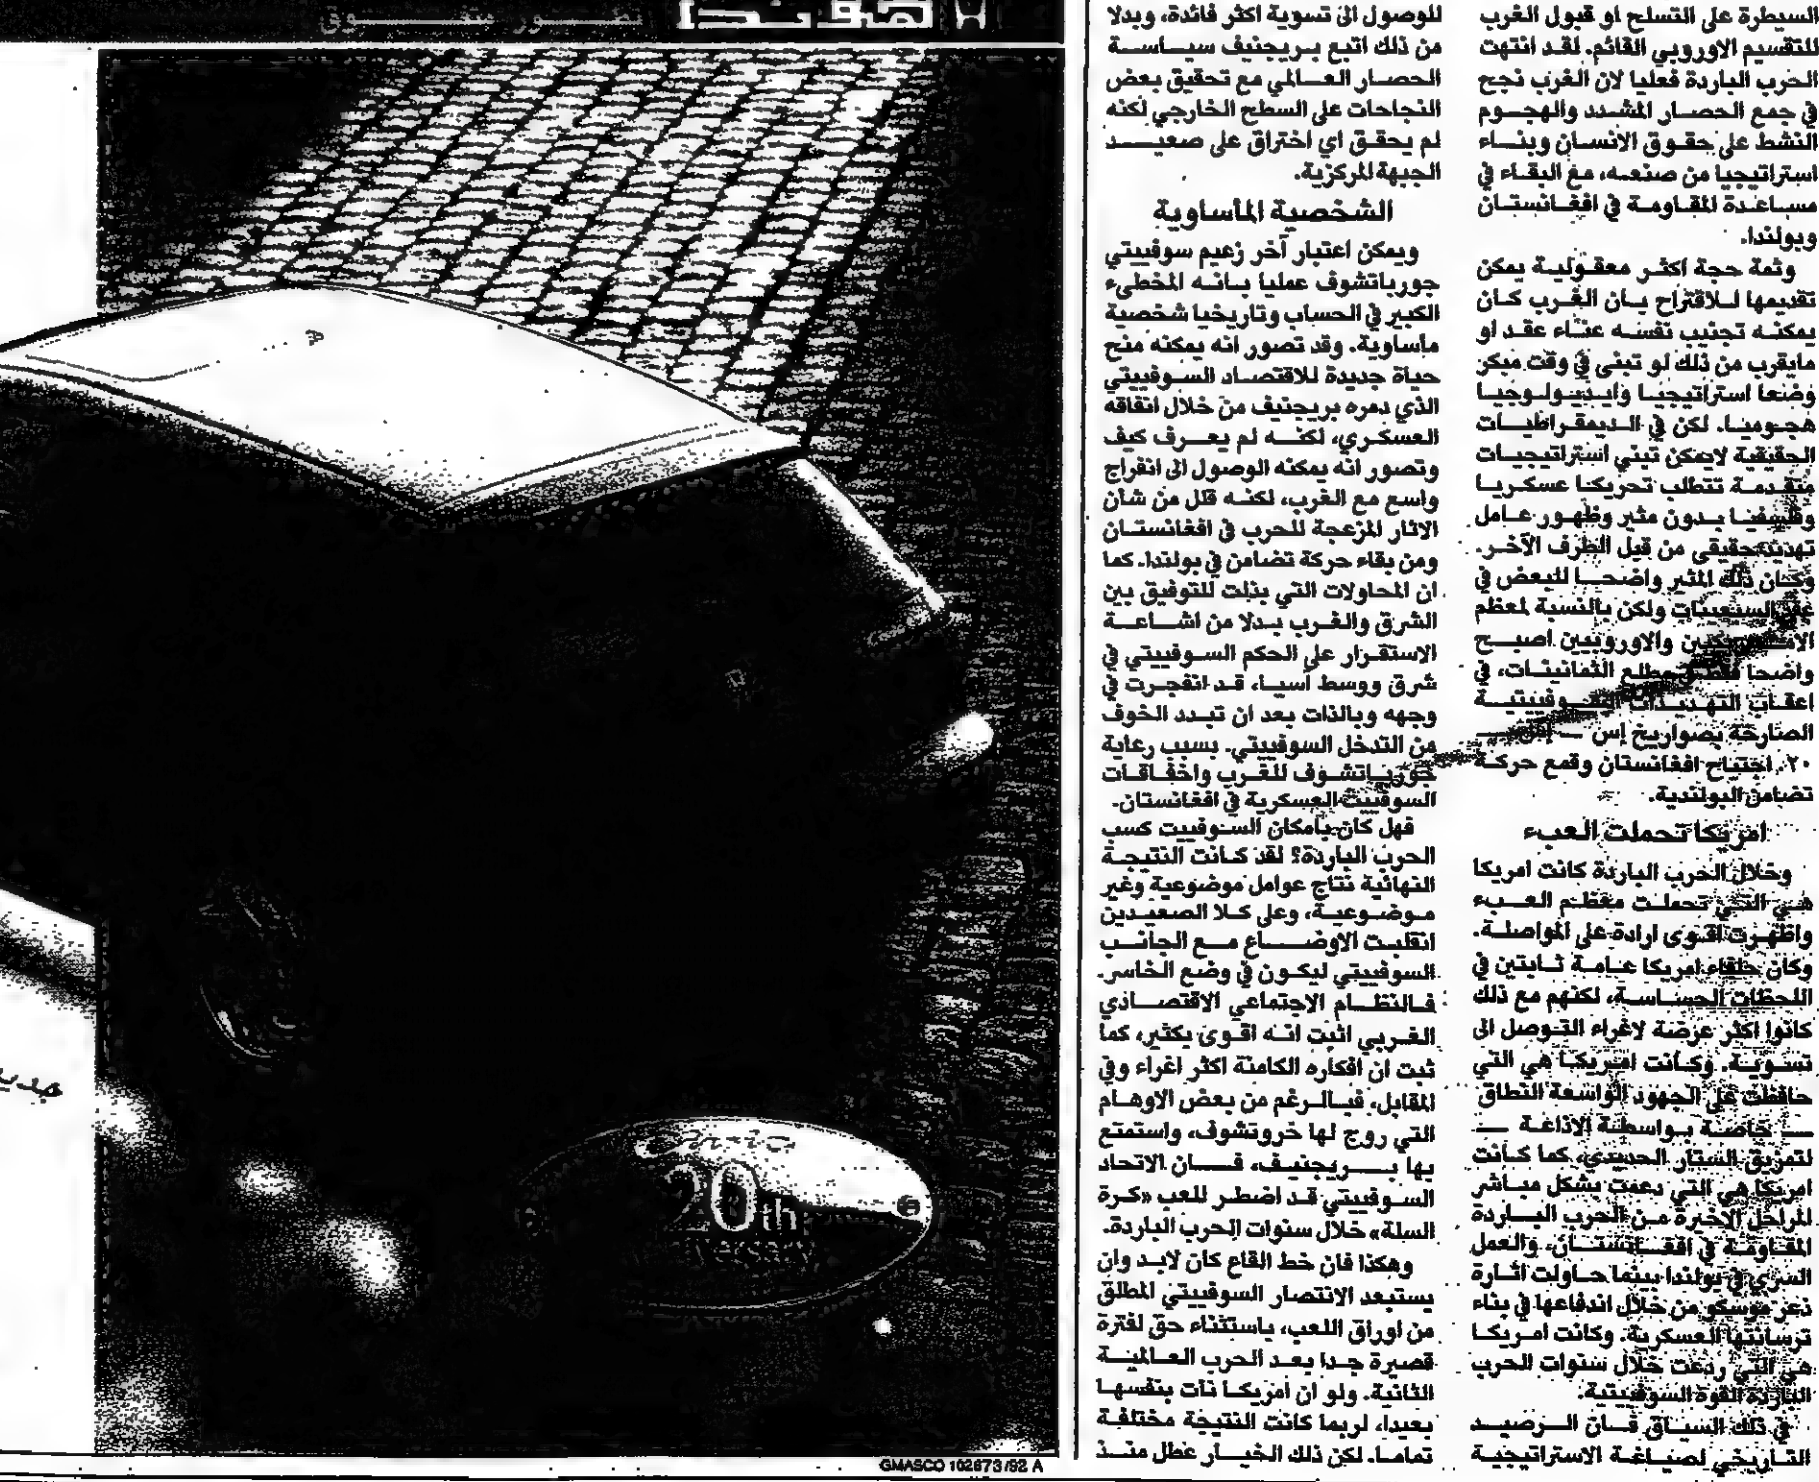 السيطرة على التسلح او قبول الغرب
للتقسيم الاوروبي القائم. لقد انتهت
الحرب الباردة فعليا لان الغرب نجح
في جمع الحصار المشدد والهجوم
النشط على حقوق الانسان وبناء
استراتيجيا من صنعه، مع البقاء في
مساعدة المقاومة في افغانستان
وبولندا.
وثمة حجة اكثر معقولية يمكن
تقديمها للاقتراح بان الغرب كان
يمكنه تجنيب نفسه عناء عقد او
مايقرب من ذلك لو تبنى في وقت مبكر
وضعا استراتيجيا وايديولوجيا
هجوميا. لكن في الديمقراطيات
الحقيقية لايمكن تبني استراتيجيات
متقدمة تتطلب تحريكا عسكريا
بدون مثير وظهور عامل
تهديد حقيقي من قبل الطرف الآخر.
وكان ذلك المثير واضحا للبعض في
عقد السبعينات ولكن بالنسبة لمعظم
والاوروبيين اصبح
واضحا مطلع الثمانينات، في
اعقاب التهديدات السوفييتية
الصارخة بصواريخ إس — إس —
٢٠. اجتياح افغانستان وقمع حركة
تضامن البولندية.
امريكا تحملت العبء
وخلال الحرب الباردة كانت امريكا
هي التي تحملت معظم العبء
واظهرت اقوى ارادة على المواصلة.
وكان حلفاء امريكا عامة ثابتين في
اللحظات الحساسة، لكنهم مع ذلك
كانوا اكثر عرضة لاغراء التوصل الى
تسوية. وكانت امريكا هي التي
حافظت على الجهود الواسعة النطاق
— خاصة بواسطة الاذاعة —
لتمزيق الستار الحديدي، كما كانت
امريكا هي التي دعمت بشكل مباشر
المراحل الاخيرة من الحرب الباردة
المقاومة في افغانستان، والعمل
السري في بولندا بينما حاولت اثارة
ذعر موسكو من خلال اندفاعها في بناء
ترسانتها العسكرية. وكانت امريكا
هي التي ردعت خلال سنوات الحرب
الباردة القوة السوفييتية.
في ذلك السياق فان الرصيد
التاريخي لصياغة الاستراتيجية
للوصول الى تسوية اكثر فائدة، وبدلا
من ذلك اتبع بريجنيف سياسة
الحصار العالمي مع تحقيق بعض
النجاحات على السطح الخارجي لكنه
لم يحقق اي اختراق على صعيد
الجبهة المركزية.
الشخصية المأساوية
ويمكن اعتبار آخر زعيم سوفييتي
جورباتشوف عمليا بانه المخطىء
الكبير في الحساب وتاريخيا شخصية
مأساوية. وقد تصور انه يمكنه منح
حياة جديدة للاقتصاد السوفييتي
الذي دمره بريجنيف من خلال انفاقه
العسكري، لكنه لم يعرف كيف
وتصور انه يمكنه الوصول الى انفراج
واسع مع الغرب، لكنه قلل من شأن
الاثار المزعجة للحرب في افغانستان
ومن بقاء حركة تضامن في بولندا. كما
ان المحاولات التي بذلت للتوفيق بين
الشرق والغرب بدلا من اشاعة
الاستقرار على الحكم السوفييتي في
شرق ووسط آسيا، قد انفجرت في
وجهه وبالذات بعد ان تبدد الخوف
من التدخل السوفييتي. بسبب رعاية
جورباتشوف للغرب واخفاقات
السوفييت العسكرية في افغانستان.
فهل كان بامكان السوفييت كسب
الحرب الباردة؟ لقد كانت النتيجة
النهائية نتاج عوامل موضوعية وغير
موضوعية، وعلى كلا الصعيدين
انقلبت الاوضاع مع الجانب
السوفييتي ليكون في وضع الخاسر.
فالنظام الاجتماعي الاقتصادي
الغربي اثبت انه اقوى بكثير، كما
ثبت ان افكاره الكامنة اكثر اغراء وفي
المقابل، فبالرغم من بعض الاوهام
التي روج لها خروتشوف، واستمتع
بها بريجنيف، فان الاتحاد
السوفييتي قد اضطر للعب «كرة
السلة» خلال سنوات الحرب الباردة.
وهكذا فان خط القاع كان لابد وان
يستبعد الانتصار السوفييتي المطلق
من اوراق اللعب، باستثناء حق لفترة
قصيرة جدا بعد الحرب العالمية
الثانية. ولو ان امريكا نأت بنفسها
بعيدا، لربما كانت النتيجة مختلفة
تماما. لكن ذلك الخيار عطل منذ
20th
GMASCO 102673/92 A